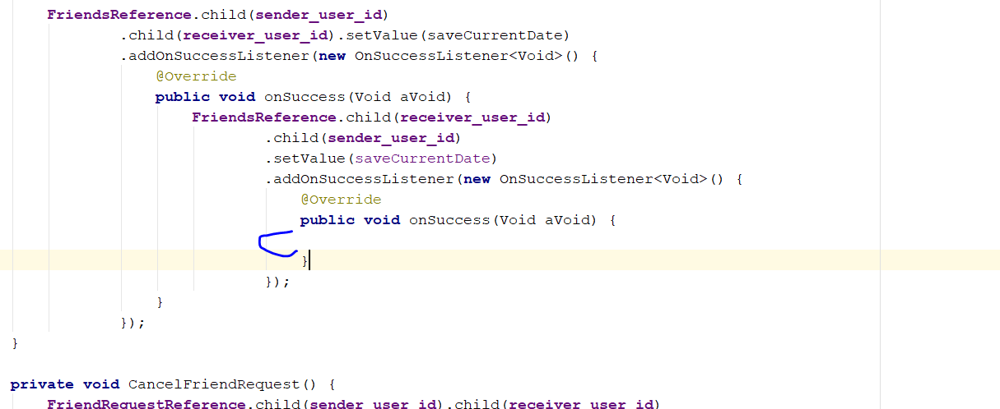 FriendsReference.child(sender_user_id)
.child(receiver_user_id).setValue(saveCurrentDate)
.addOnSuccessListener(new OnSuccessListener<Void>() {
@Override
public void onSuccess(Void aVoid) {
FriendsReference.child(receiver_user_id)
.child(sender_user_id)
.setValue(saveCurrentDate)
.addOnSuccessListener(new OnSuccessListener<Void>() {
@Override
public void onSuccess(Void aVoid) {
}
});
}
});
}
private void CancelFriendRequest() {
FriendRequestReference.child(sender_user_id).child(receiver_user_id)